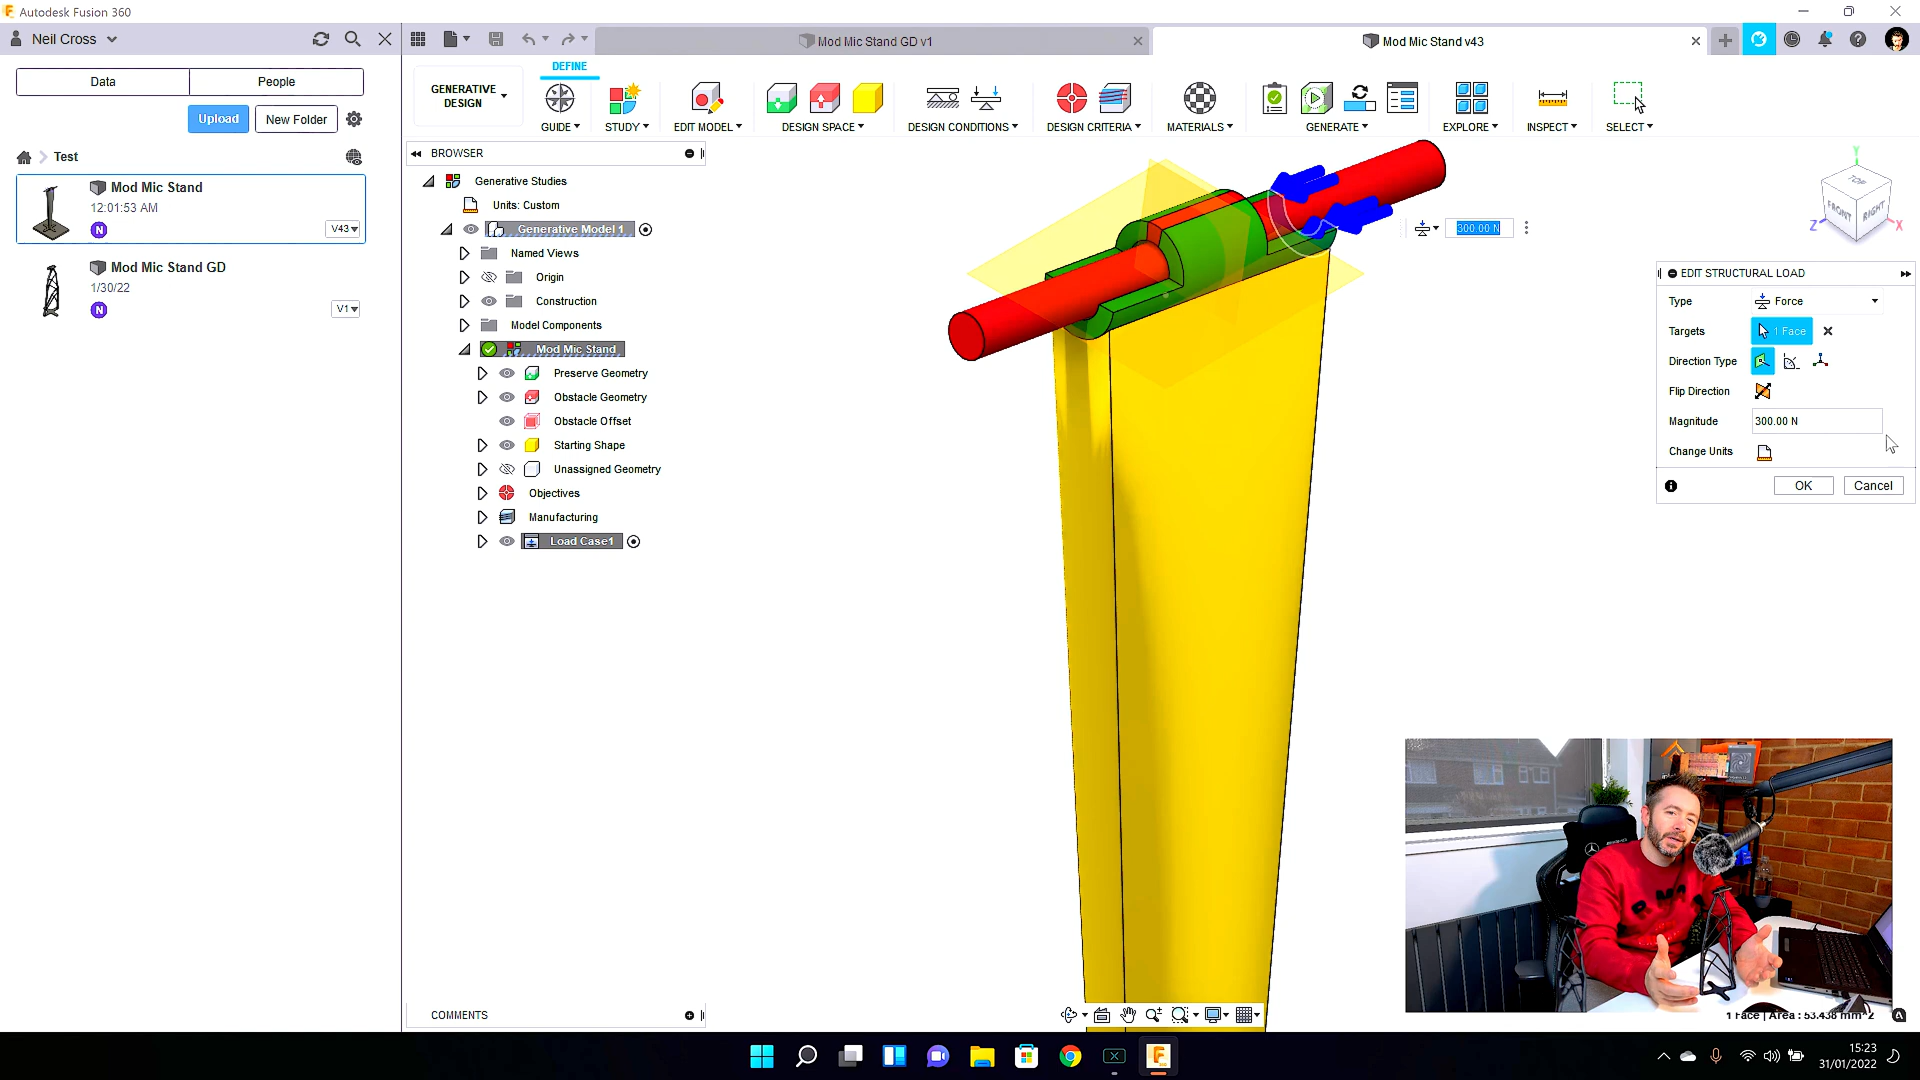 Autodesk Fusion 360
Neil Cross
Mod Mic Stand GD v1
Mod Mic Stand v43
Data
People
Upload
New Folder
Test
Mod Mic Stand
12:01:53 AM
N
V43
Mod Mic Stand GD
1/30/22
N
V1
DEFINE
GENERATIVE
DESIGN
GUIDE
STUDY
EDIT MODEL
DESIGN SPACE
DESIGN CONDITIONS
DESIGN CRITERIA
MATERIALS
GENERATE
EXPLORE
INSPECT
SELECT
BROWSER
Generative Studies
Units: Custom
Generative Model 1
Named Views
Origin
Construction
Model Components
Mod Mic Stand
Preserve Geometry
Obstacle Geometry
Obstacle Offset
Starting Shape
Unassigned Geometry
Objectives
Manufacturing
Load Case1
COMMENTS
300.00 N
Y
TOP
FRONT
RIGHT
Z
X
EDIT STRUCTURAL LOAD
Type
Force
Targets
1 Face
Direction Type
Flip Direction
Magnitude
300.00 N
Change Units
OK
Cancel
1 Face | Area : 53.438 mm^2
15:23
31/01/2022